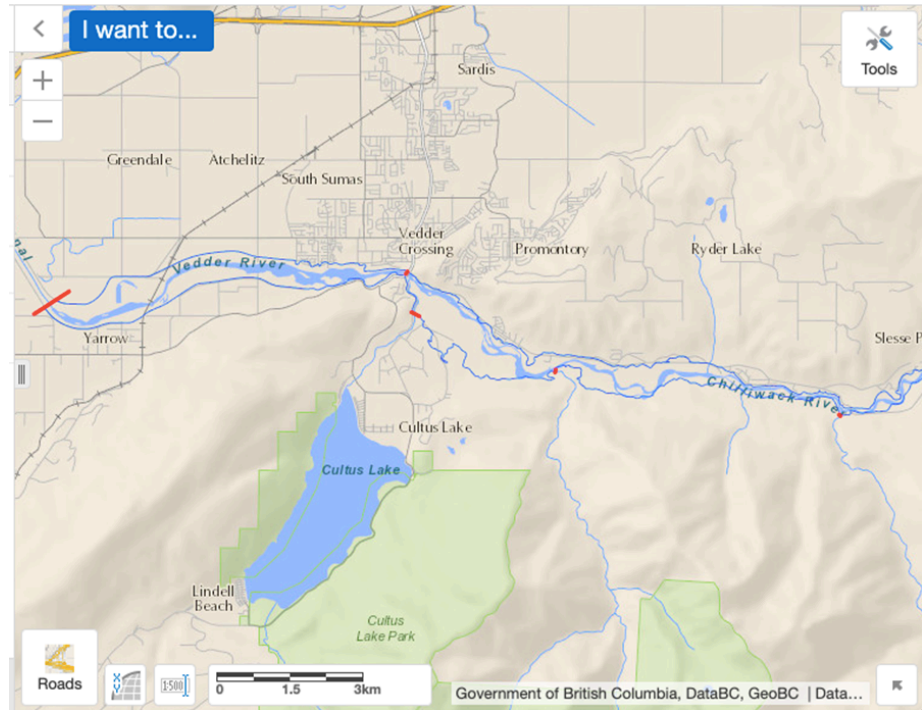 I want to...
Tools
Sardis
Greendale
Atchelitz
South Sumas
Vedder
Crossing
Promontory
Ryder Lake
nal
Vedder River
Yarrow
Slesse P
Chilliwack River
Cultus Lake
Cultus Lake
Lindell
Beach
Cultus
Lake Park
Roads
X Y
1:500
0 1.5 3km
Government of British Columbia, DataBC, GeoBC | Data...